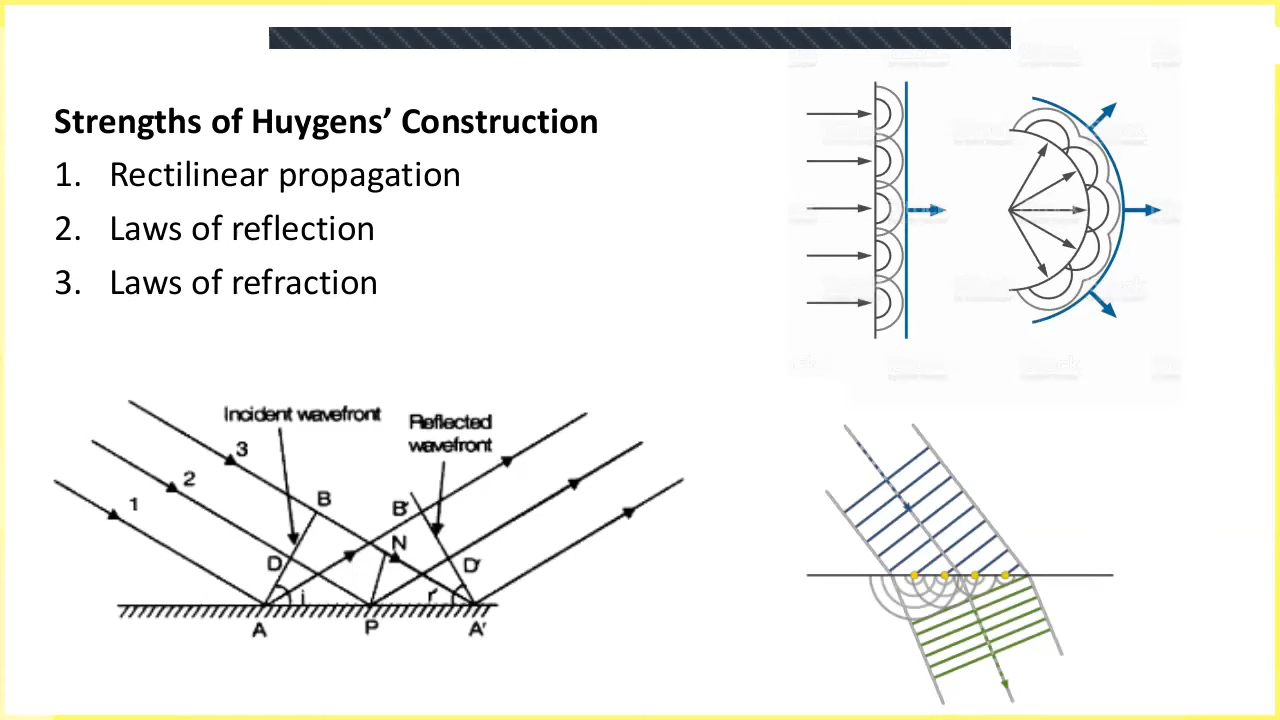 Strengths of Huygens’ Construction
1. Rectilinear propagation
2. Laws of reflection
3. Laws of refraction
Incident wavefront
Reflected
wavefront
3
2
1
B
B'
N
D
D'
i
r
A
P
A'